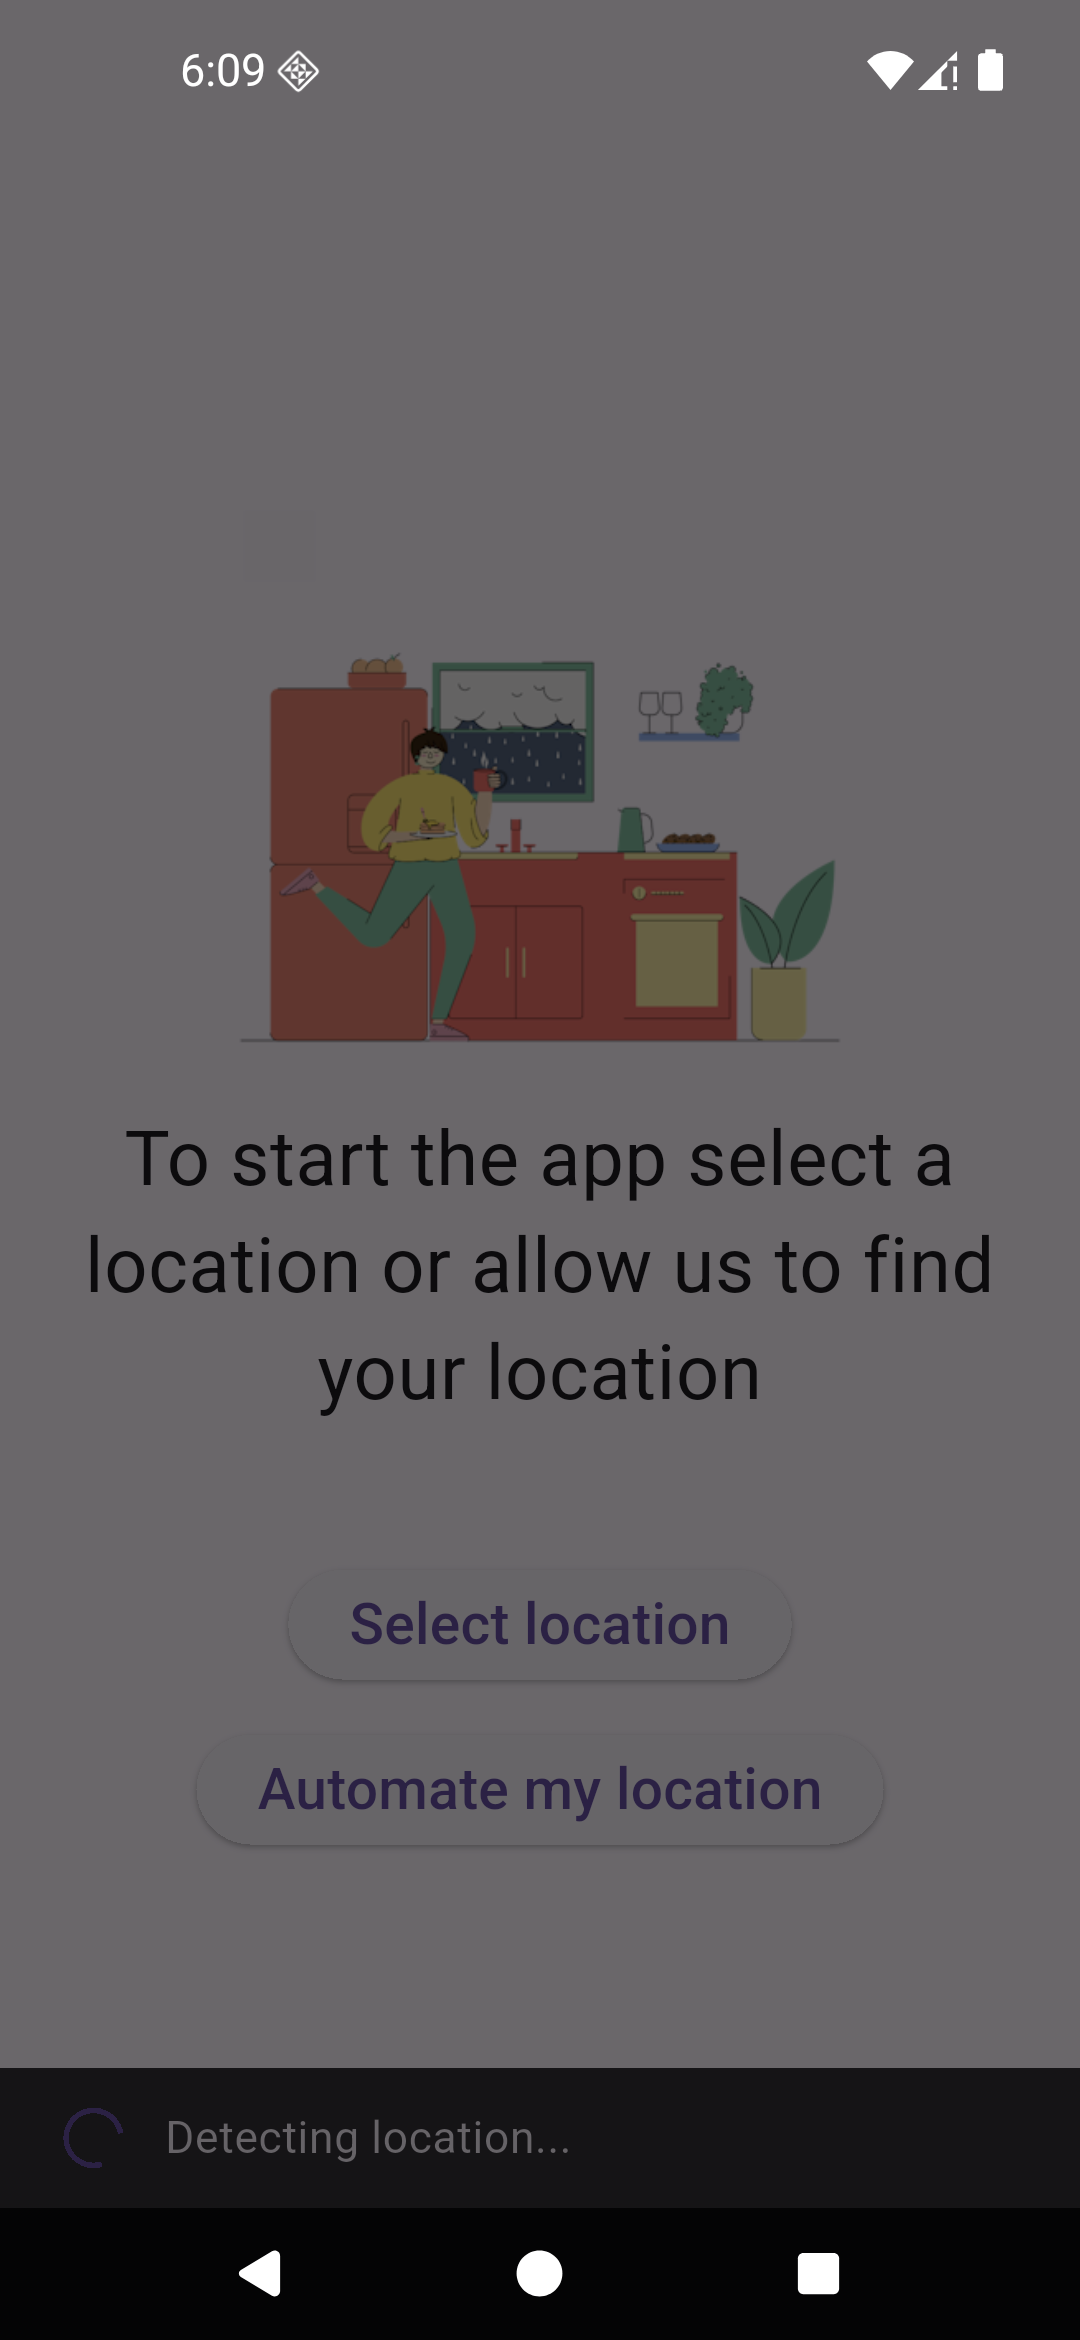 6:09
To start the app select a
location or allow us to find
your location
Select location
Automate my location
Detecting location...